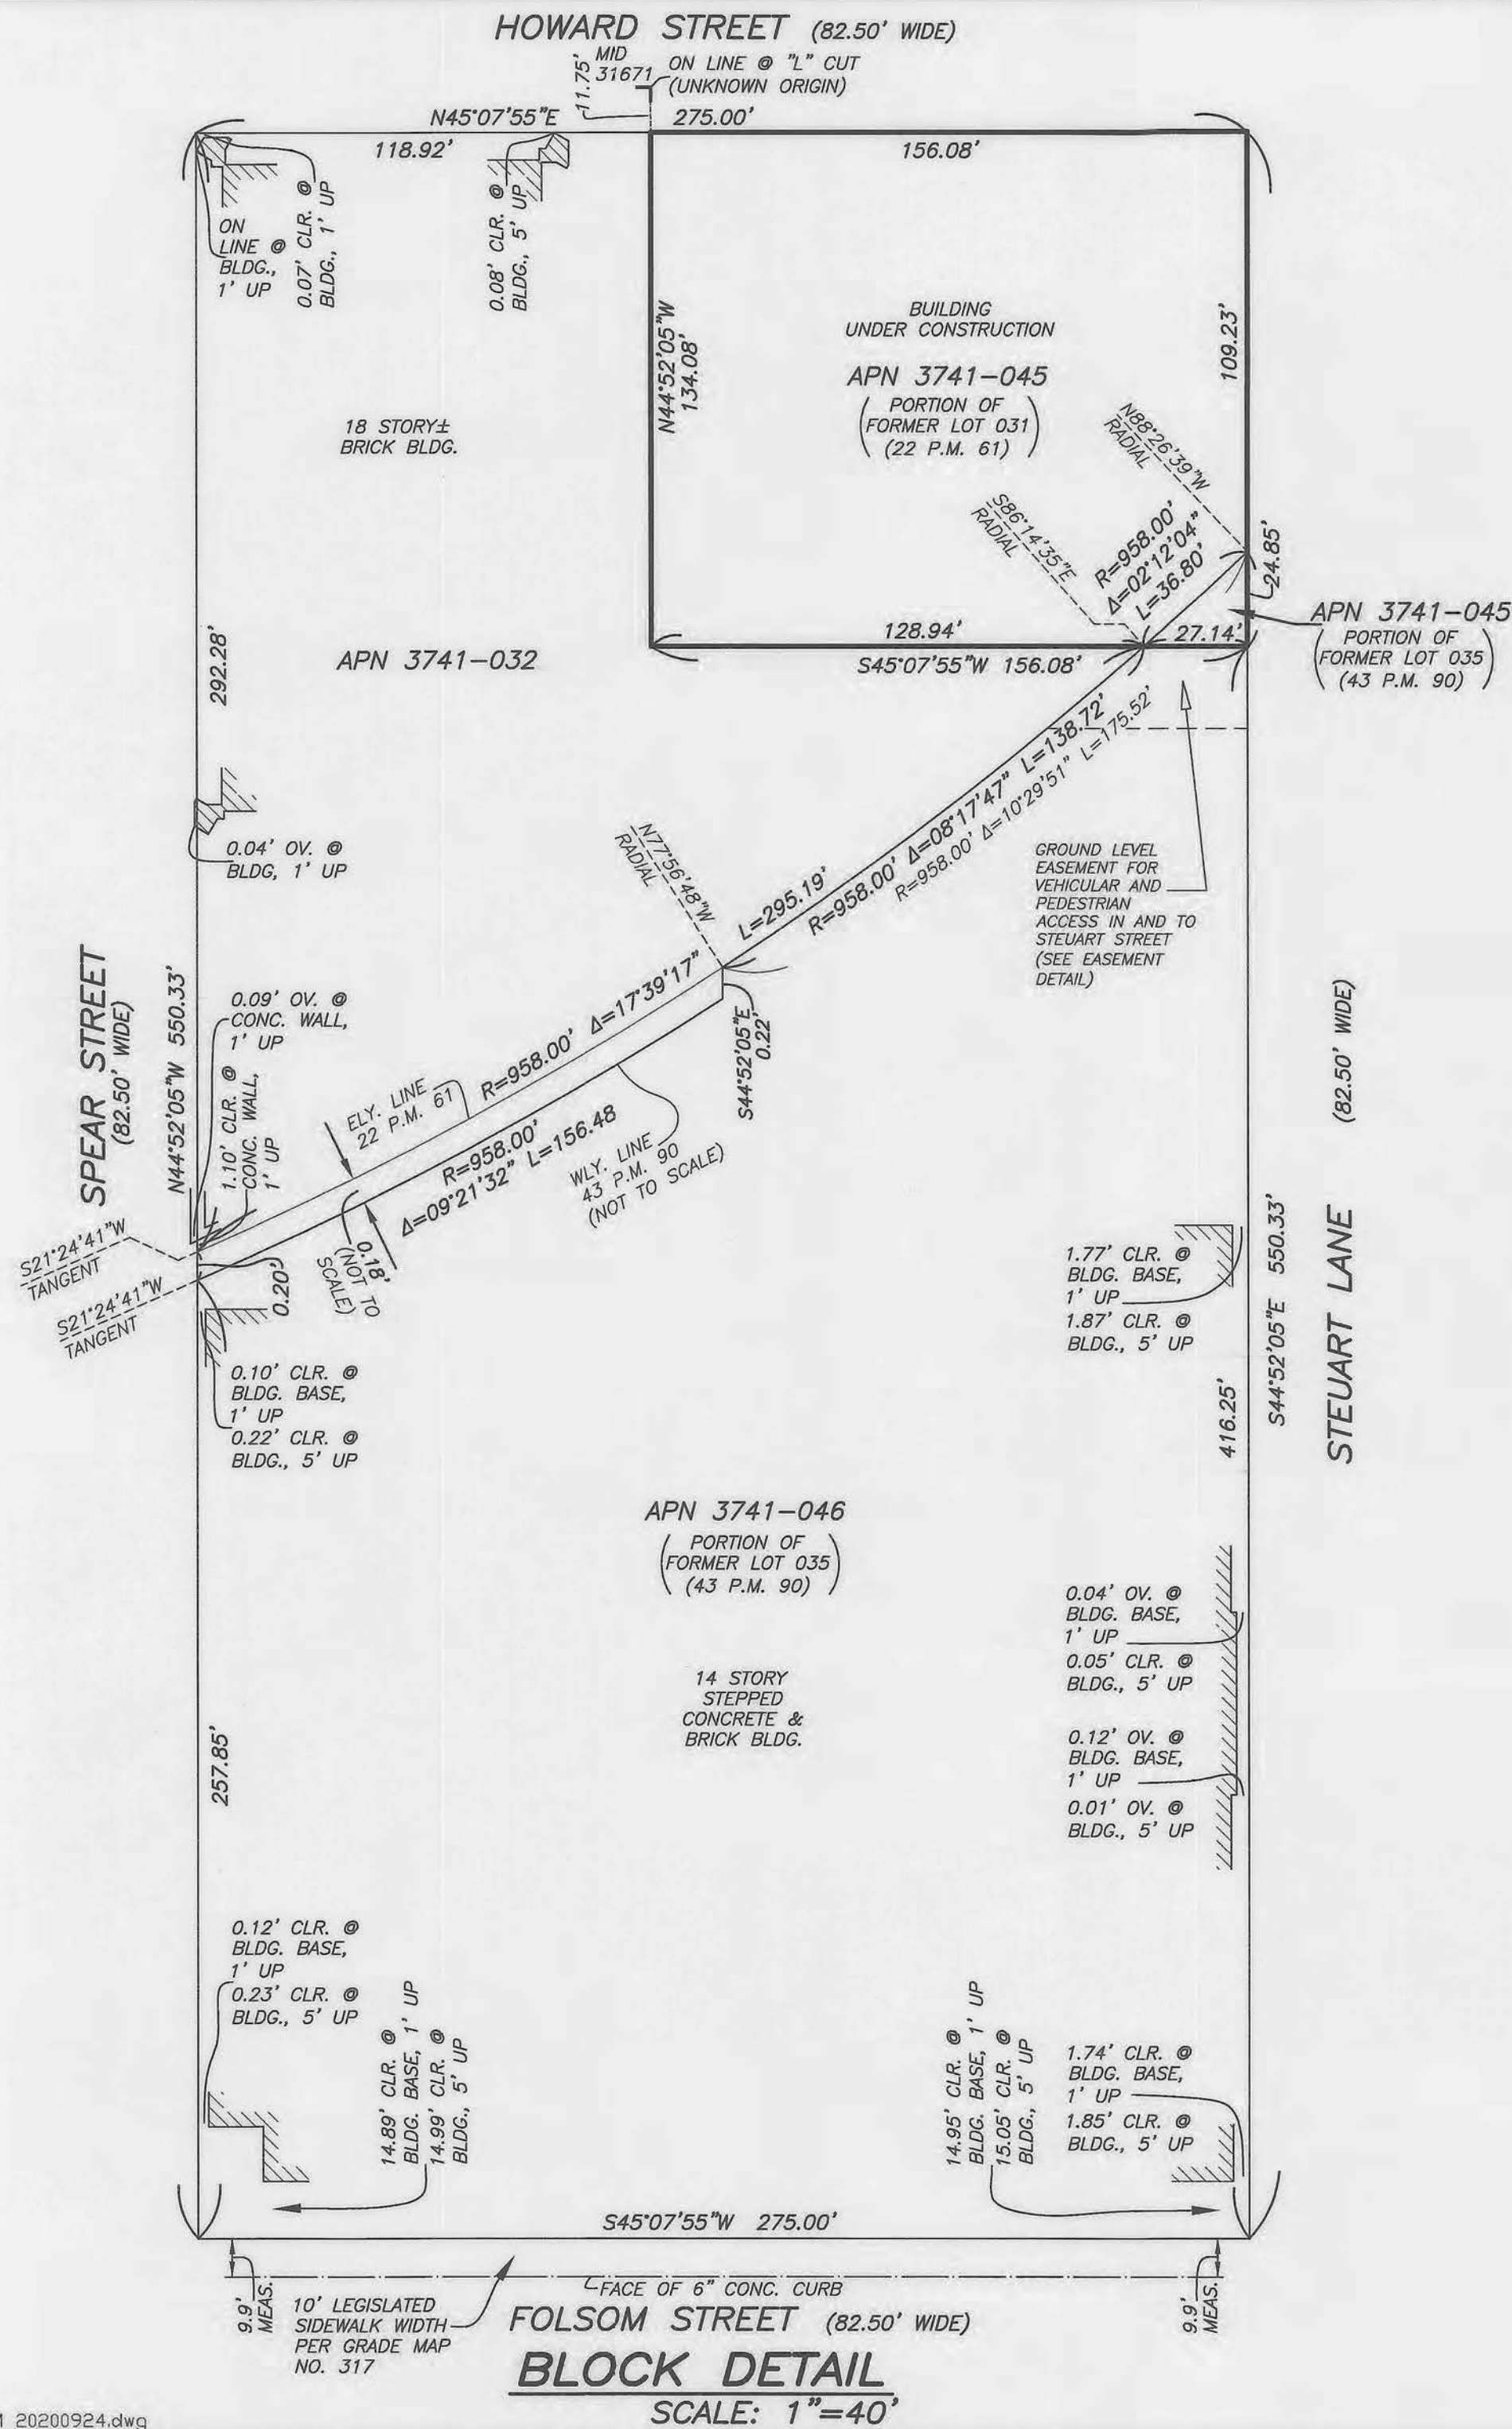 HOWARD STREET (82.50' WIDE)
11.75'
MID
31671
ON LINE @ "L" CUT
(UNKNOWN ORIGIN)
N45°07'55"E
275.00'
118.92'
156.08'
ON
LINE @
BLDG.,
1' UP
0.07' CLR. @
BLDG., 1' UP
0.08' CLR. @
BLDG., 5' UP
N44°52'05"W
134.08'
BUILDING
UNDER CONSTRUCTION
APN 3741-045
(PORTION OF
FORMER LOT 031
(22 P.M. 61))
109.23'
18 STORY±
BRICK BLDG.
N88°26'39"W
RADIAL
S86°14'35"E
RADIAL
R=958.00'
Δ=02°12'04"
L=36.80'
24.85'
APN 3741-045
(PORTION OF
FORMER LOT 035
(43 P.M. 90))
128.94'
27.14'
S45°07'55"W 156.08'
292.28'
APN 3741-032
0.04' OV. @
BLDG, 1' UP
N77°56'48"W
RADIAL
L=295.19'
R=958.00' Δ=08°17'47" L=138.72'
R=958.00' Δ=10°29'51" L=175.52'
GROUND LEVEL
EASEMENT FOR
VEHICULAR AND
PEDESTRIAN
ACCESS IN AND TO
STEUART STREET
(SEE EASEMENT
DETAIL)
SPEAR STREET
(82.50' WIDE)
N44°52'05"W 550.33'
0.09' OV. @
CONC. WALL,
1' UP
1.10' CLR. @
CONC. WALL,
1' UP
ELY. LINE
22 P.M. 61
R=958.00' Δ=17°39'17"
S44°52'05"E
0.22'
R=958.00'
Δ=09°21'32" L=156.48
WLY. LINE
43 P.M. 90
(NOT TO SCALE)
S21°24'41"W
TANGENT
S21°24'41"W
TANGENT
0.20'
0.18'
(NOT TO
SCALE)
0.10' CLR. @
BLDG. BASE,
1' UP
0.22' CLR. @
BLDG., 5' UP
1.77' CLR. @
BLDG. BASE,
1' UP
1.87' CLR. @
BLDG., 5' UP
416.25'
S44°52'05"E 550.33'
STEUART LANE (82.50' WIDE)
APN 3741-046
(PORTION OF
FORMER LOT 035
(43 P.M. 90))
14 STORY
STEPPED
CONCRETE &
BRICK BLDG.
0.04' OV. @
BLDG. BASE,
1' UP
0.05' CLR. @
BLDG., 5' UP
0.12' OV. @
BLDG. BASE,
1' UP
0.01' OV. @
BLDG., 5' UP
257.85'
0.12' CLR. @
BLDG. BASE,
1' UP
0.23' CLR. @
BLDG., 5' UP
14.89' CLR. @
BLDG. BASE, 1' UP
14.99' CLR. @
BLDG., 5' UP
14.95' CLR. @
BLDG. BASE, 1' UP
15.05' CLR. @
BLDG., 5' UP
1.74' CLR. @
BLDG. BASE,
1' UP
1.85' CLR. @
BLDG., 5' UP
S45°07'55"W 275.00'
9.9'
MEAS.
10' LEGISLATED
SIDEWALK WIDTH
PER GRADE MAP
NO. 317
FACE OF 6" CONC. CURB
9.9'
MEAS.
FOLSOM STREET (82.50' WIDE)
BLOCK DETAIL
SCALE: 1"=40'
20200924.dwg